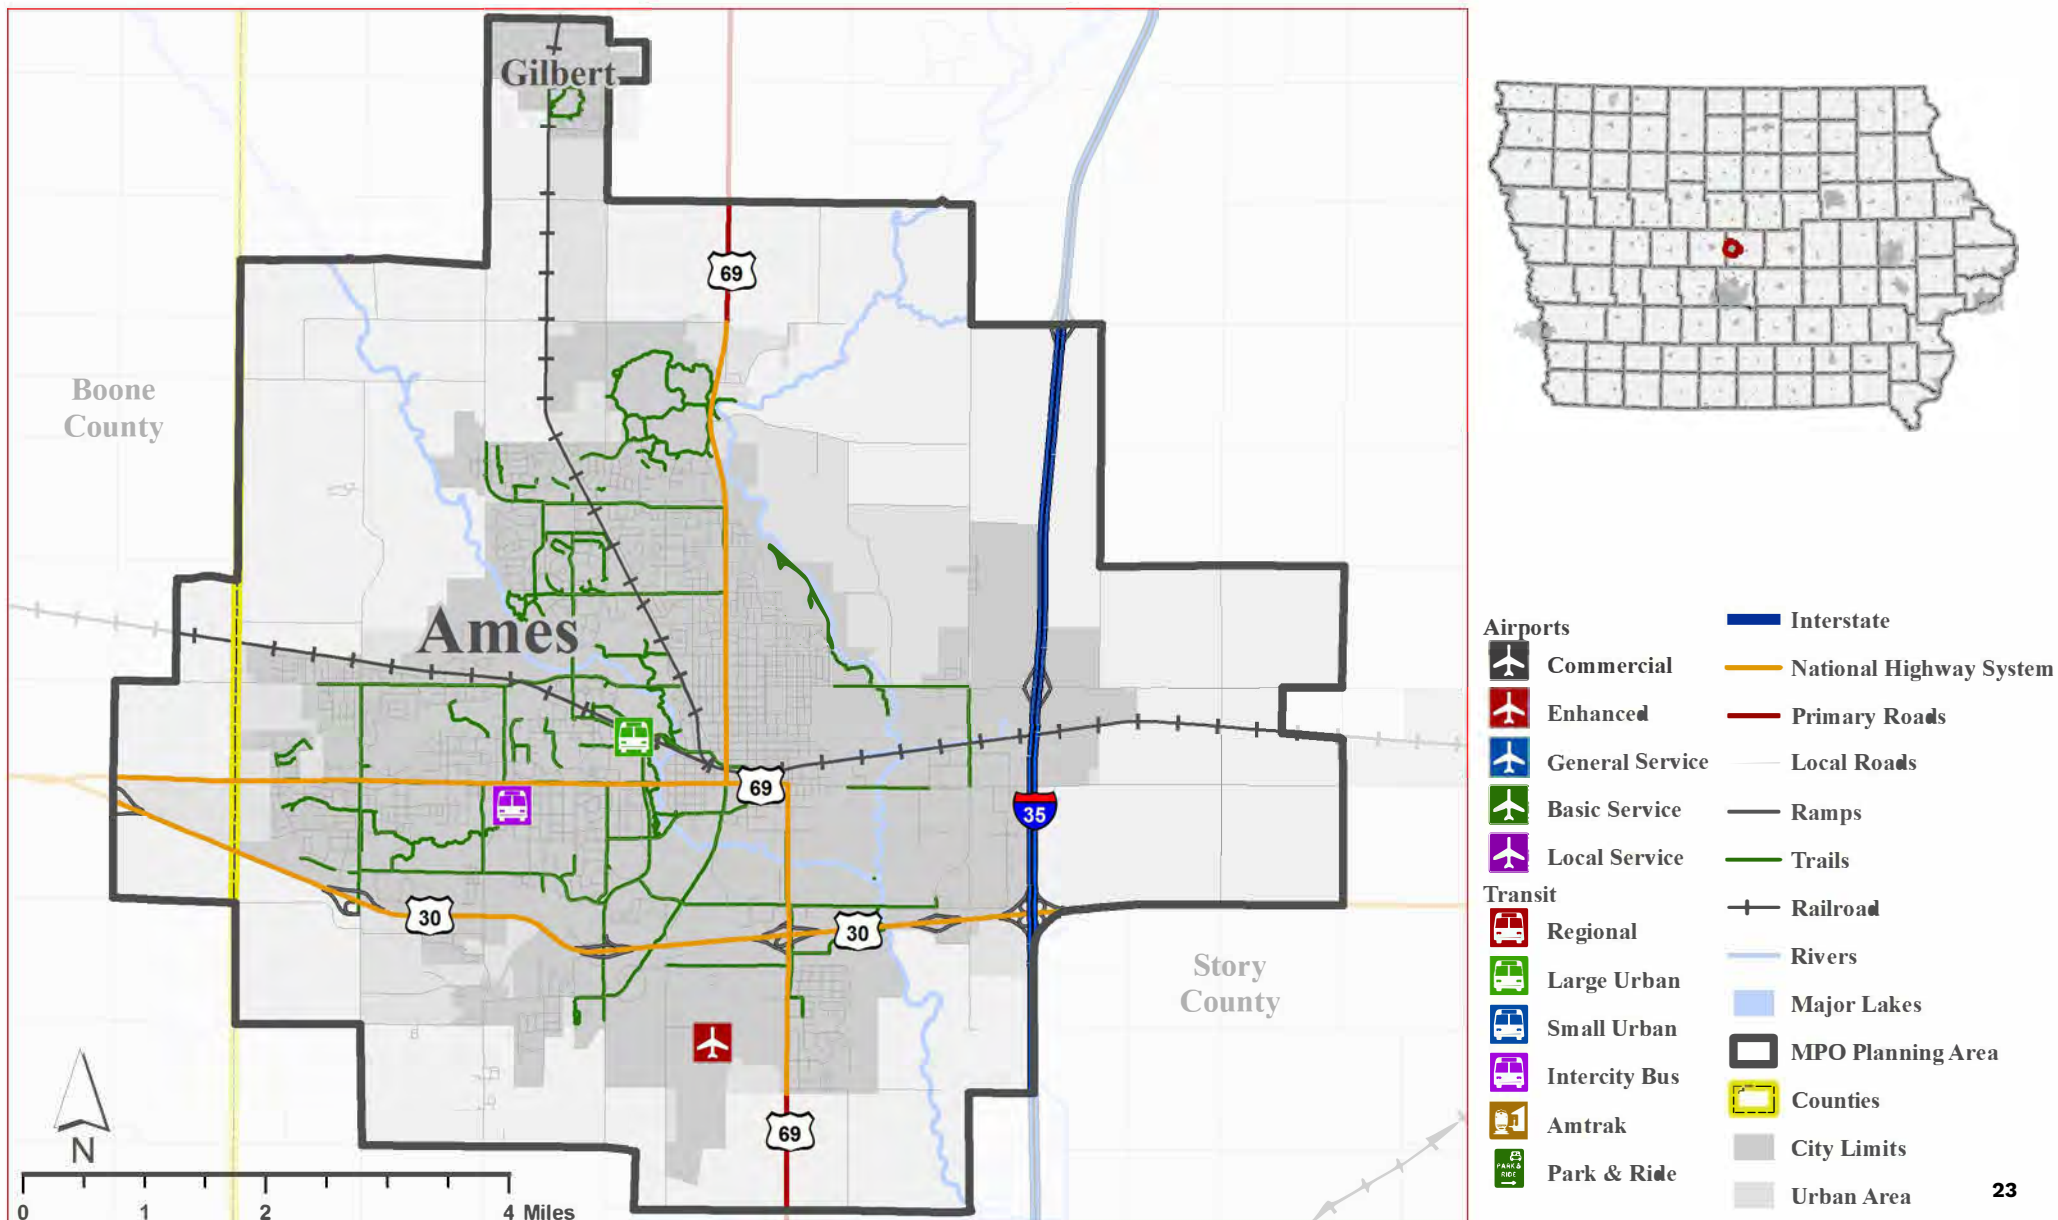 Gilbert
69
Boone
County
Ames
69
35
30
30
Story
County
69
N
0 1 2 4 Miles
Airports
Commercial
Enhanced
General Service
Basic Service
Local Service
Transit
Regional
Large Urban
Small Urban
Intercity Bus
Amtrak
PARK &
RIDE
Park & Ride
Interstate
National Highway System
Primary Roads
Local Roads
Ramps
Trails
Railroad
Rivers
Major Lakes
MPO Planning Area
Counties
City Limits
Urban Area
23